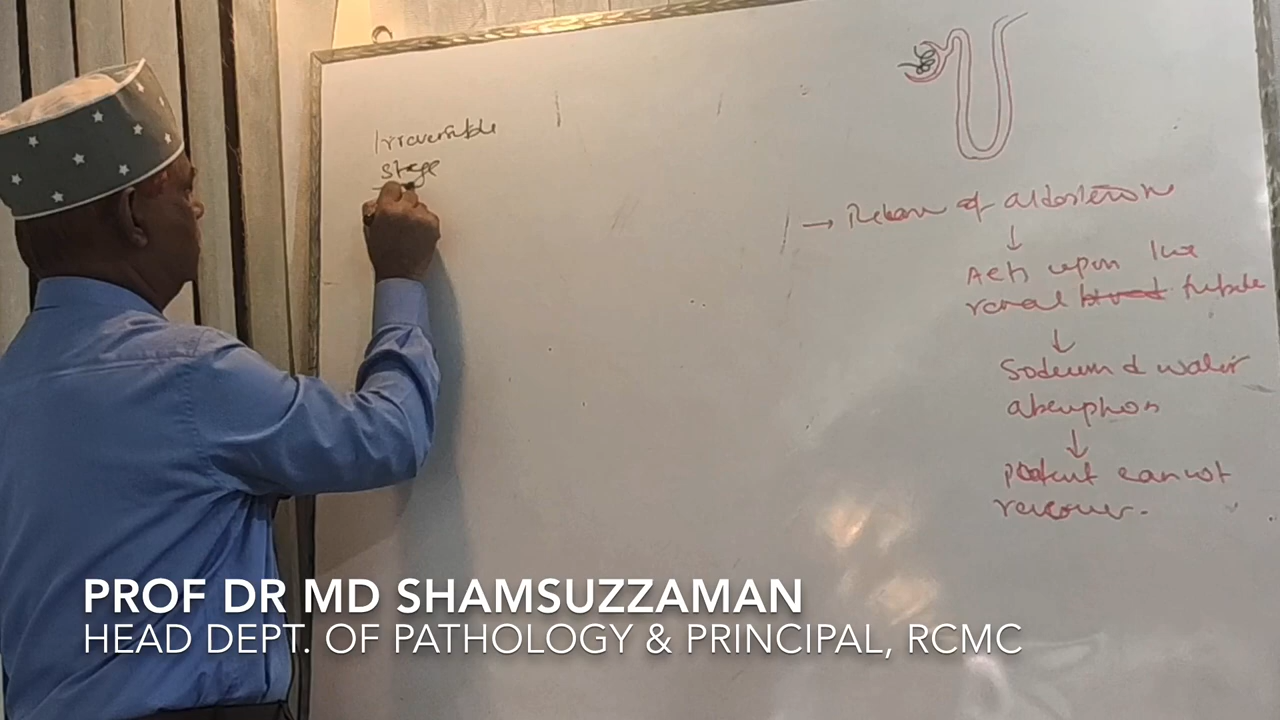 Irreversible
stage
→ Release of aldosterone
↓
Acts upon the
renal blood tubule
↓
Sodium & water
absorption
↓
patient cannot
recover.
PROF DR MD SHAMSUZZAMAN
HEAD DEPT. OF PATHOLOGY & PRINCIPAL, RCMC